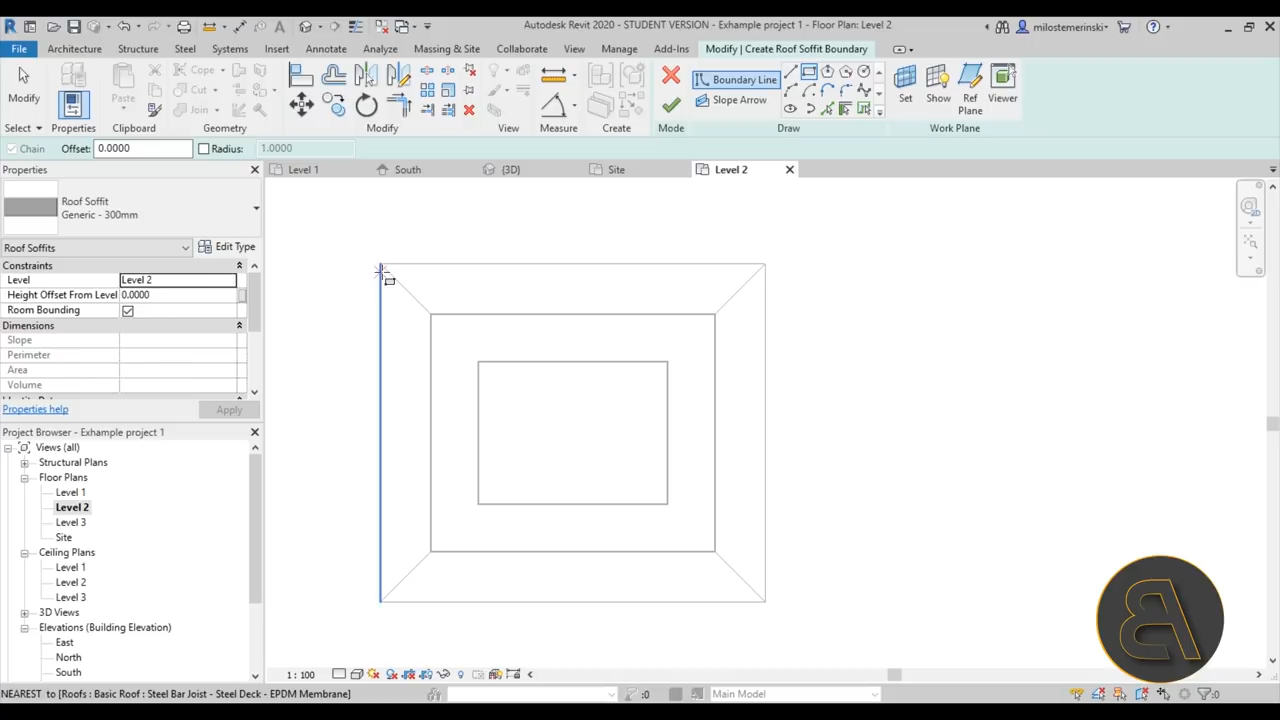 Autodesk Revit 2020 - STUDENT VERSION - Exhample project 1 - Floor Plan: Level 2
milostemerinski
File Architecture Structure Steel Systems Insert Annotate Analyze Massing & Site Collaborate View Manage Add-Ins Modify | Create Roof Soffit Boundary
Modify Paste Cope Cut Join Boundary Line Slope Arrow Set Show Ref Plane Viewer
Select Properties Clipboard Geometry Modify View Measure Create Mode Draw Work Plane
Chain Offset: 0.0000 Radius: 1.0000
Properties
Level 1 South {3D} Site Level 2
Roof Soffit
Generic - 300mm
Roof Soffits Edit Type
Constraints
Level Level 2
Height Offset From Level 0.0000
Room Bounding
Dimensions
Slope
Perimeter
Area
Volume
Properties help Apply
Project Browser - Exhample project 1
Views (all)
Structural Plans
Floor Plans
Level 1
Level 2
Level 3
Site
Ceiling Plans
Level 1
Level 2
Level 3
3D Views
Elevations (Building Elevation)
East
North
South
1 : 100
NEAREST to [Roofs : Basic Roof : Steel Bar Joist - Steel Deck - EPDM Membrane]
:0 Main Model :0